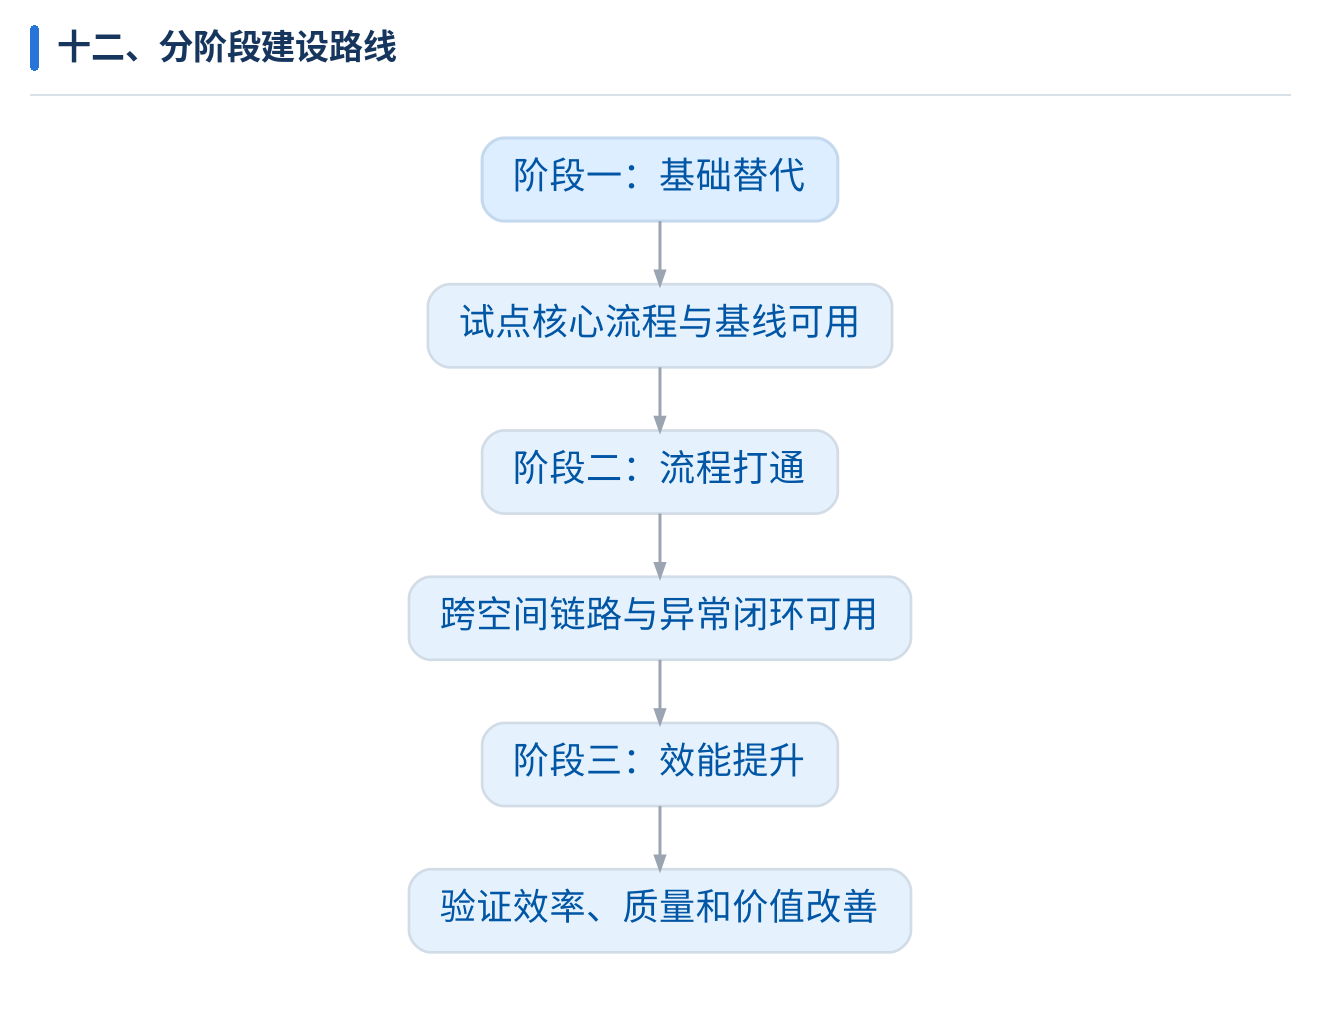 十二、分阶段建设路线
阶段一：基础替代
试点核心流程与基线可用
阶段二：流程打通
跨空间链路与异常闭环可用
阶段三：效能提升
验证效率、质量和价值改善